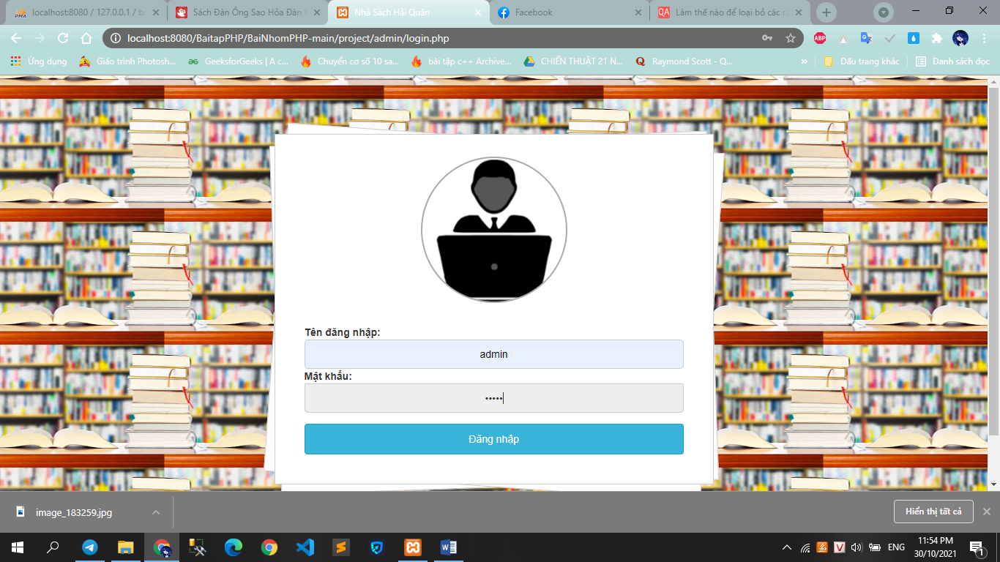 localhost:8080 / 127.0.0.1 / b
Sách Đàn Ông Sao Hỏa Đàn
Nhà Sách Hải Quân
Facebook
Làm thế nào để loại bỏ các
localhost:8080/BaitapPHP/BaiNhomPHP-main/project/admin/login.php
Ứng dụng
Giáo trình Photosh...
GeeksforGeeks | A c...
Chuyển cơ số 10 sa...
bài tập c++ Archive...
CHIẾN THUẬT 21 N...
Raymond Scott - Q...
»
Dấu trang khác
Danh sách đọc
Tên đăng nhập:
admin
Mật khẩu:
•••••
Đăng nhập
image_183259.jpg
Hiển thị tất cả
ENG
11:54 PM
30/10/2021
1